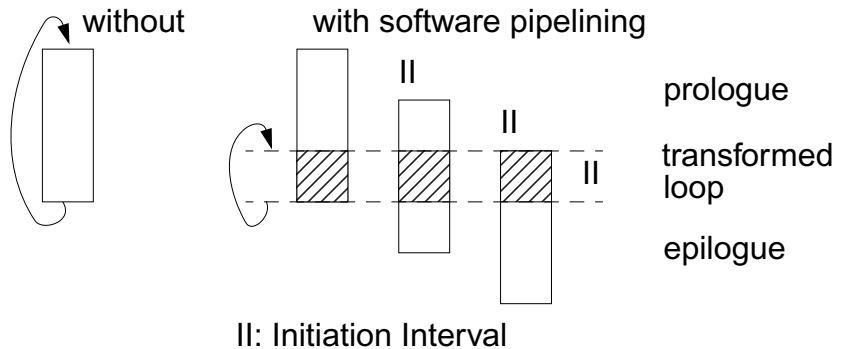 without
with software pipelining
II
prologue
II
transformed
loop
II
epilogue
II: Initiation Interval